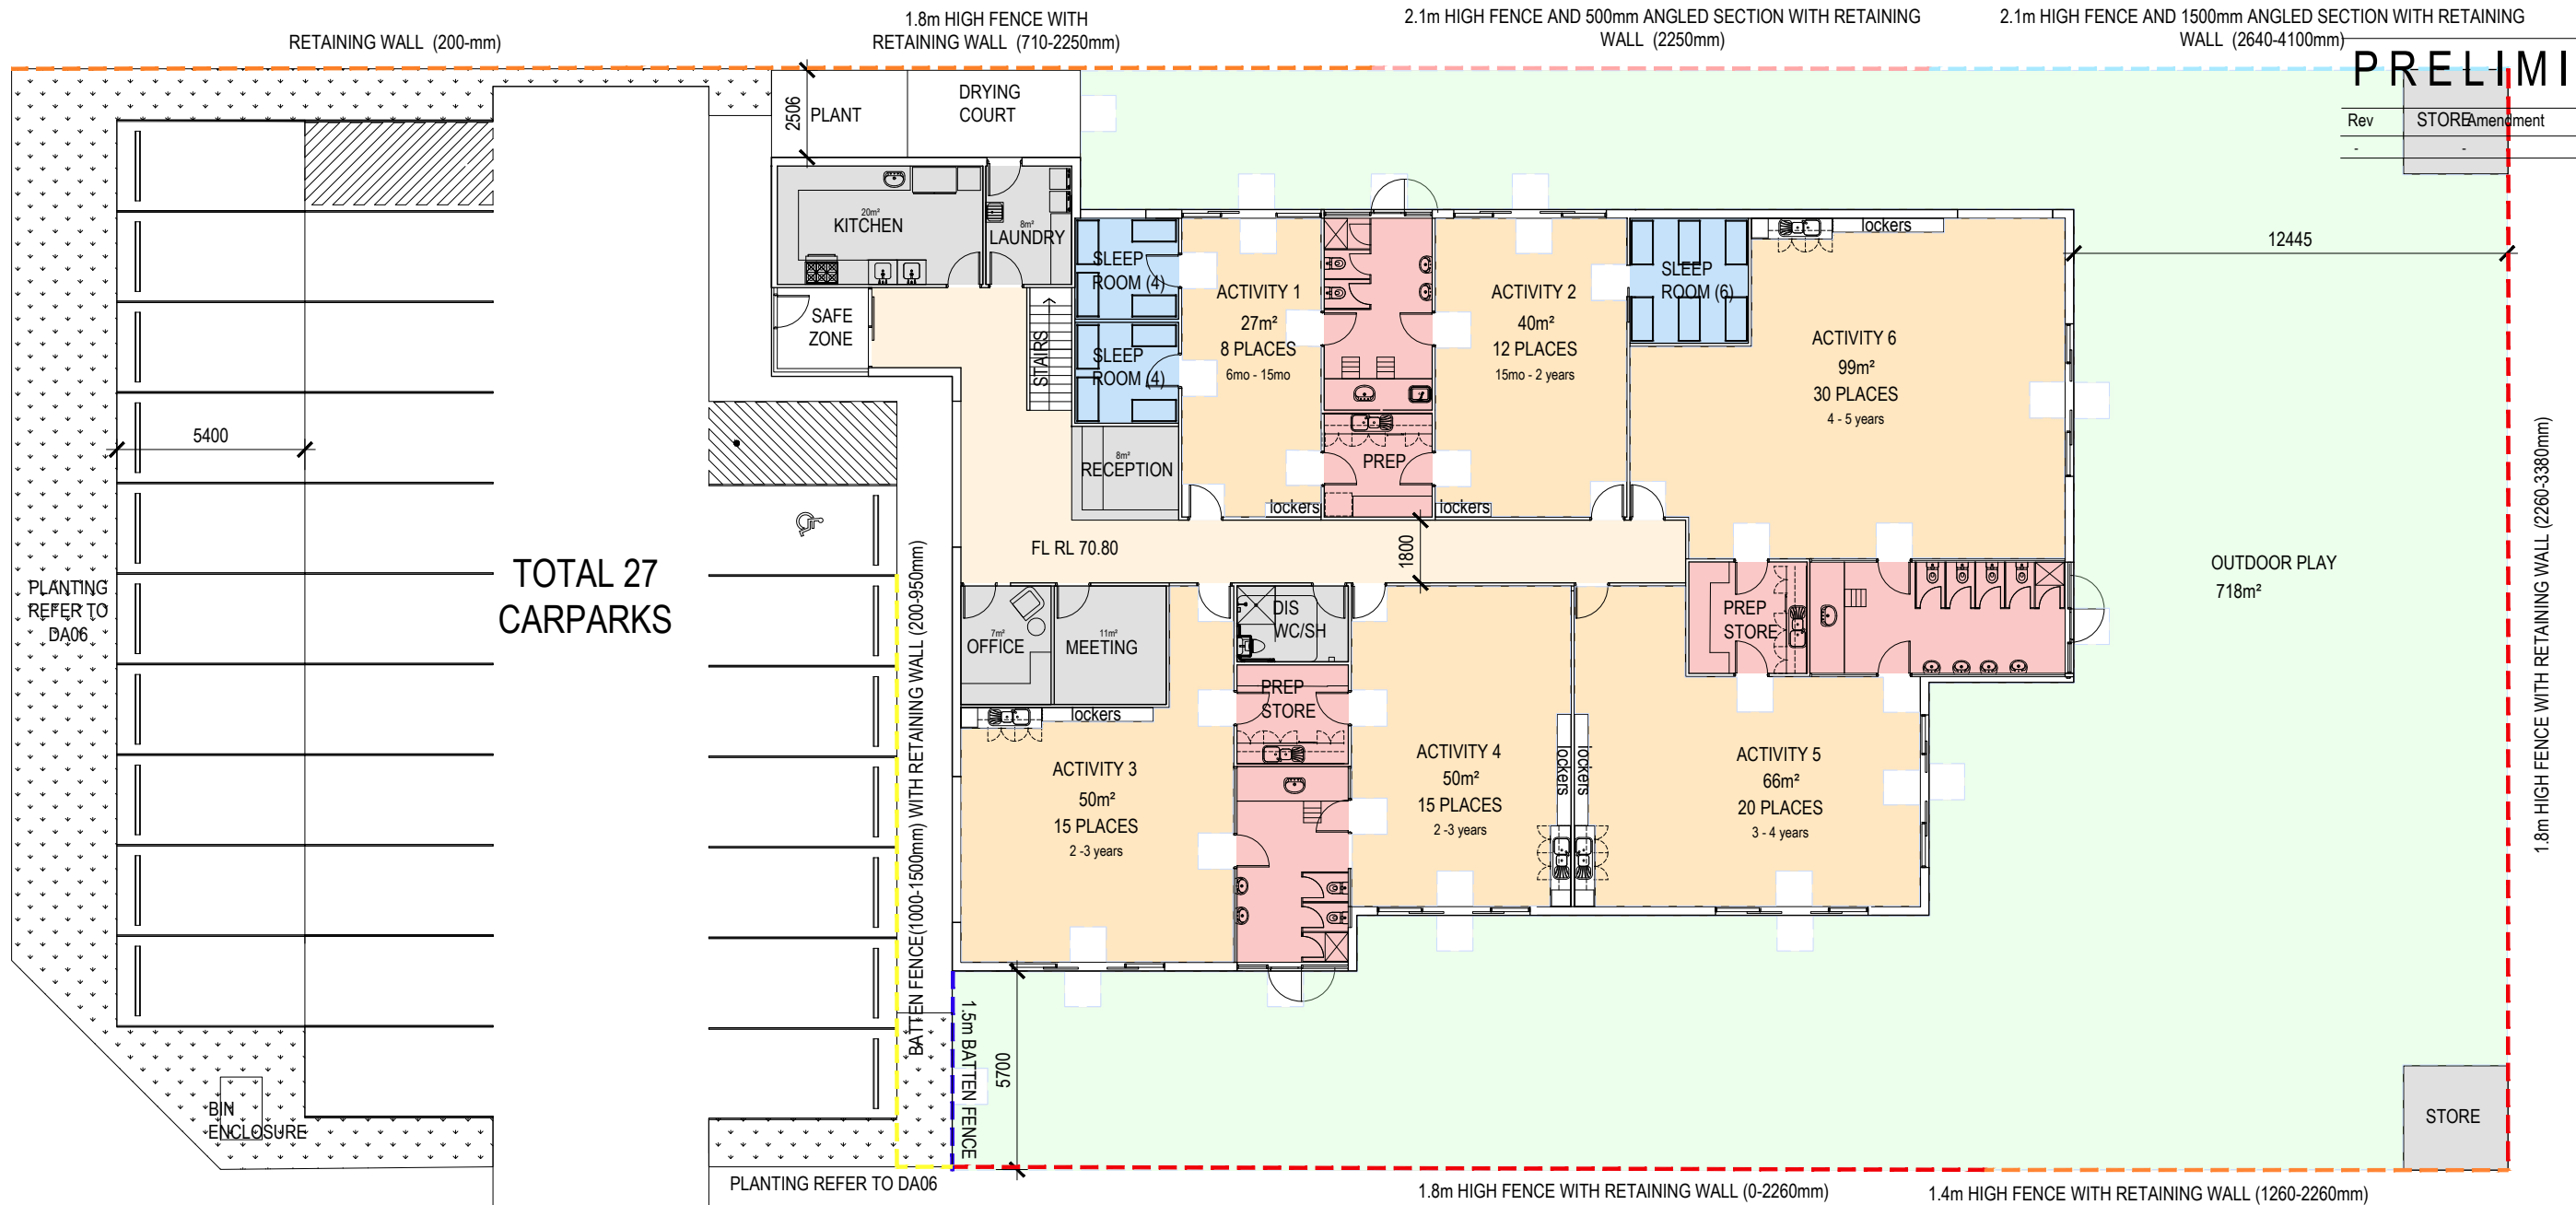 RETAINING WALL  (200-mm)
1.8m HIGH FENCE WITH
RETAINING WALL  (710-2250mm)
2.1m HIGH FENCE AND 500mm ANGLED SECTION WITH RETAINING
WALL  (2250mm)
2.1m HIGH FENCE AND 1500mm ANGLED SECTION WITH RETAINING
WALL  (2640-4100mm)
PRELIMI
Rev
Amendment
-
-
STORE
2506
PLANT
DRYING
COURT
20m²
KITCHEN
8m²
LAUNDRY
SAFE
ZONE
STAIRS
SLEEP
ROOM (4)
SLEEP
ROOM (4)
8m²
RECEPTION
ACTIVITY 1
27m²
8 PLACES
6mo - 15mo
lockers
PREP
ACTIVITY 2
40m²
12 PLACES
15mo - 2 years
lockers
SLEEP
ROOM (6)
lockers
ACTIVITY 6
99m²
30 PLACES
4 - 5 years
12445
5400
TOTAL 27
CARPARKS
PLANTING
REFER TO
DA06
FL RL 70.80
1800
OUTDOOR PLAY
718m²
1.8m HIGH FENCE WITH RETAINING WALL (2260-3380mm)
BATTEN FENCE(1000-1500mm) WITH RETAINING WALL (200-950mm)
7m²
OFFICE
11m²
MEETING
DIS
WC/SH
PREP
STORE
PREP
STORE
lockers
ACTIVITY 3
50m²
15 PLACES
2 -3 years
ACTIVITY 4
50m²
15 PLACES
2 -3 years
lockers
lockers
ACTIVITY 5
66m²
20 PLACES
3 - 4 years
1.5m BATTEN FENCE
5700
BIN
ENCLOSURE
STORE
PLANTING REFER TO DA06
1.8m HIGH FENCE WITH RETAINING WALL (0-2260mm)
1.4m HIGH FENCE WITH RETAINING WALL (1260-2260mm)